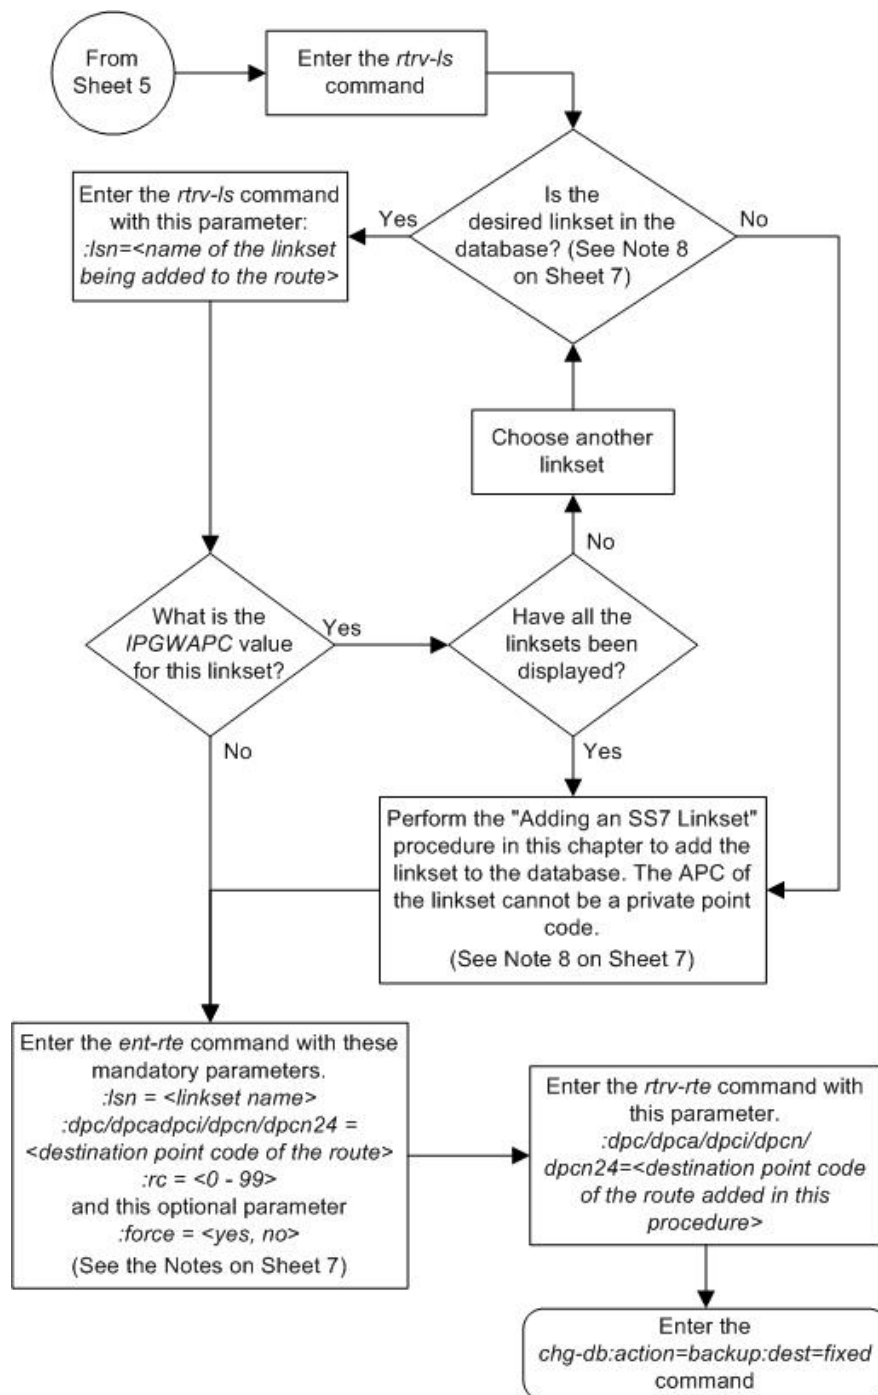 From
Sheet 5
Enter the rtrv-ls
command
Is the
desired linkset in the
database? (See Note 8
on Sheet 7)
Yes
No
Enter the rtrv-ls command
with this parameter:
:lsn=<name of the linkset
being added to the route>
Choose another
linkset
No
What is the
IPGWAPC value
for this linkset?
Yes
Have all the
linksets been
displayed?
No
Yes
Perform the "Adding an SS7 Linkset"
procedure in this chapter to add the
linkset to the database. The APC of
the linkset cannot be a private point
code.
(See Note 8 on Sheet 7)
Enter the ent-rte command with these
mandatory parameters.
:lsn = <linkset name>
:dpc/dpcadpci/dpcn/dpcn24 =
<destination point code of the route>
:rc = <0 - 99>
and this optional parameter
:force = <yes, no>
(See the Notes on Sheet 7)
Enter the rtrv-rte command with
this parameter.
:dpc/dpca/dpci/dpcn/
dpcn24=<destination point code
of the route added in this
procedure>
Enter the
chg-db:action=backup:dest=fixed
command